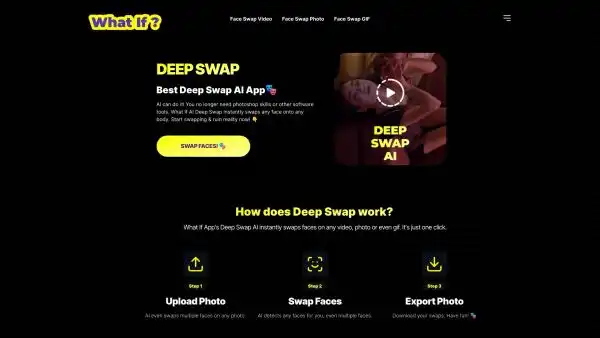 What If ?
Face Swap Video Face Swap Photo Face Swap GIF
DEEP SWAP
Best Deep Swap AI App🎭
AI can do it! You no longer need photoshop skills or other software
tools. What If AI Deep Swap instantly swaps any face onto any
body. Start swapping & ruin reality now! 👇
SWAP FACES! 🎭
DEEP
SWAP
AI
How does Deep Swap work?
What If App's Deep Swap AI instantly swaps faces on any video, photo or even gif. It's just one click.
Step 1 Step 2 Step 3
Upload Photo Swap Faces Export Photo
AI even swaps multiple faces on any photo. AI detects any faces for you, even multiple faces. Download your swaps. Have fun! 🎭